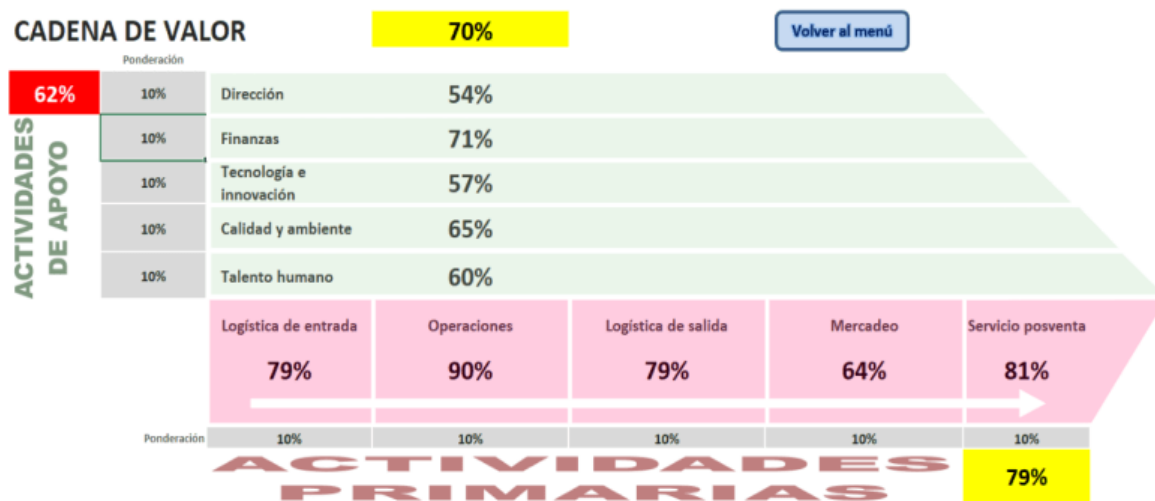 CADENA DE VALOR
70%
Volver al menú
Ponderación
62%
10%
Dirección
54%
ACTIVIDADES
DE APOYO
10%
Finanzas
71%
10%
Tecnología e
innovación
57%
10%
Calidad y ambiente
65%
10%
Talento humano
60%
Logística de entrada
Operaciones
Logística de salida
Mercadeo
Servicio posventa
79%
90%
79%
64%
81%
Ponderación
10%
10%
10%
10%
10%
ACTIVIDADES
PRIMARIAS
79%